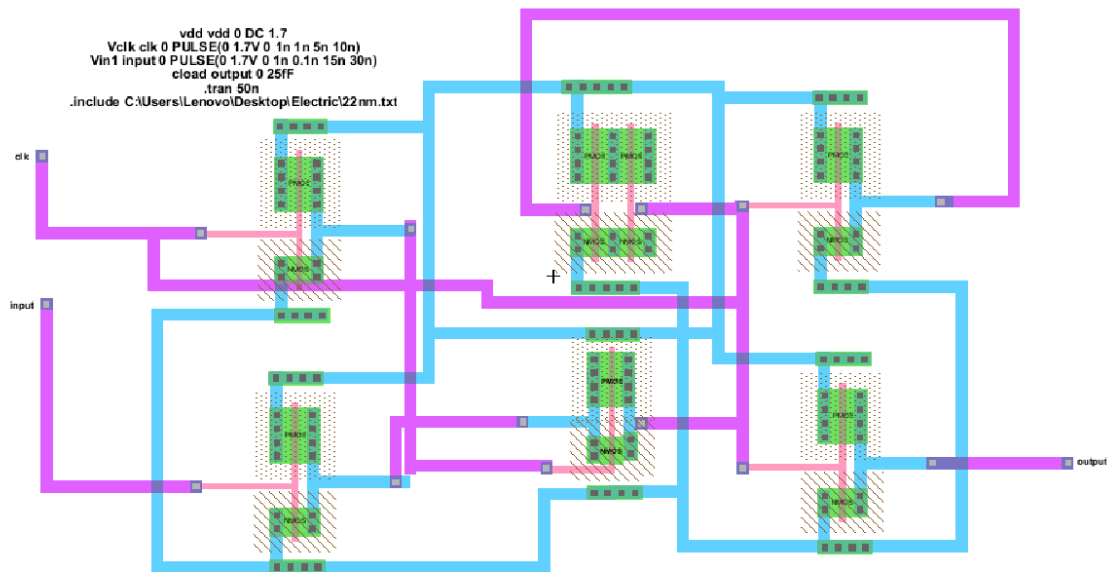 vdd vdd 0 DC 1.7
Vclk clk 0 PULSE(0 1.7V 0 1n 1n 5n 10n)
Vin1 input 0 PULSE(0 1.7V 0 1n 0.1n 15n 30n)
cload output 0 25fF
.tran 50n
.include C:\Users\Lenovo\Desktop\Electric\22nm.txt
clk
PMOS
PMOS
PMOS
PMOS
NMOS
NMOS
NMOS
NMOS
input
PMOS
PMOS
PMOS
NMOS
output
NMOS
NMOS